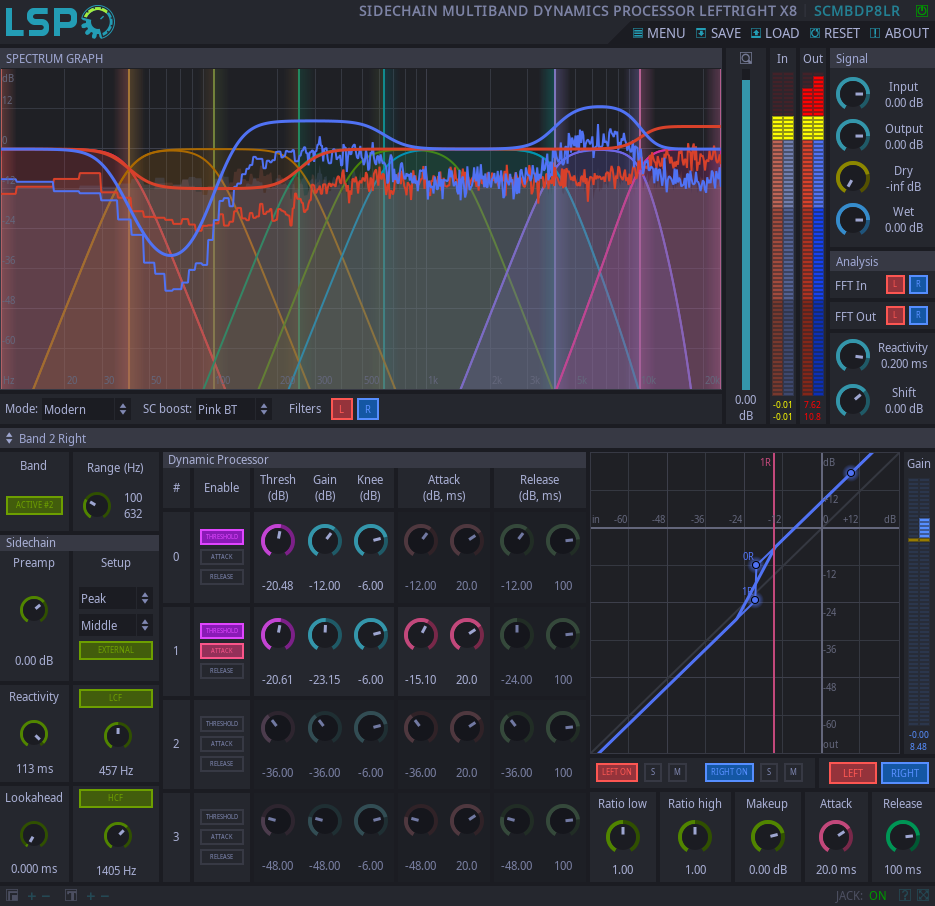 LSP
SIDECHAIN MULTIBAND DYNAMICS PROCESSOR LEFTRIGHT X8 SCMBDP8LR
MENU SAVE LOAD RESET ABOUT
SPECTRUM GRAPH
dB
12
0
-12
-24
-36
-48
-60
Hz 20 30 50 100 200 300 500 1k 2k 3k 5k 10k 20k
0.00
dB
In Out
-0.01 7.62
-0.01 10.8
Signal
Input
0.00 dB
Output
0.00 dB
Dry
-inf dB
Wet
0.00 dB
Analysis
FFT In L R
FFT Out L R
Reactivity
0.200 ms
Shift
0.00 dB
Mode: Modern SC boost: Pink BT Filters L R
Band 2 Right
Band
ACTIVE #2
Range (Hz)
100
632
Sidechain
Preamp
0.00 dB
Setup
Peak
Middle
EXTERNAL
Reactivity
113 ms
LCF
457 Hz
Lookahead
0.000 ms
HCF
1405 Hz
Dynamic Processor
# Enable Thresh (dB) Gain (dB) Knee (dB) Attack (dB, ms) Release (dB, ms)
0 THRESHOLD ATTACK RELEASE
-20.48 -12.00 -6.00 -12.00 20.0 -12.00 100
1 THRESHOLD ATTACK RELEASE
-20.61 -23.15 -6.00 -15.10 20.0 -24.00 100
2 THRESHOLD ATTACK RELEASE
-36.00 -36.00 -6.00 -36.00 20.0 -36.00 100
3 THRESHOLD ATTACK RELEASE
-48.00 -48.00 -6.00 -48.00 20.0 -48.00 100
1R dB
+12
in -60 -48 -36 -24 -12 0 +12 dB
0R
-12
1R
-24
-36
-48
-60
out
Gain
-0.00
8.48
LEFT ON S M RIGHT ON S M LEFT RIGHT
Ratio low Ratio high Makeup Attack Release
1.00 1.00 0.00 dB 20.0 ms 100 ms
JACK: ON